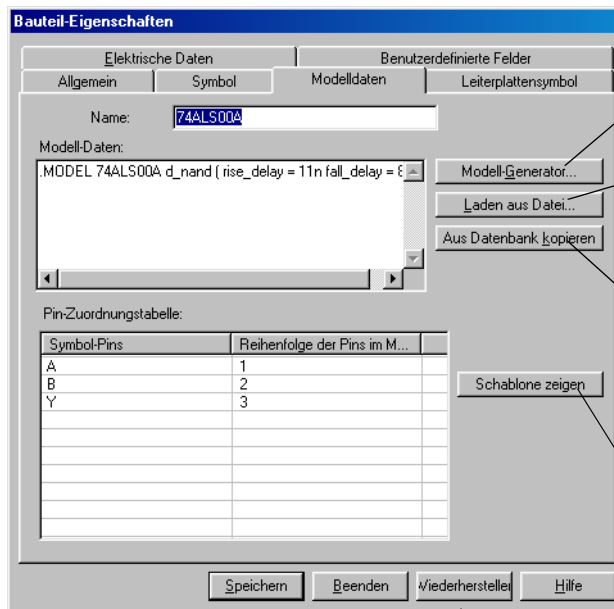 Bauteil-Eigenschaften
Elektrische Daten Benutzerdefinierte Felder
Allgemein Symbol Modelldaten Leiterplattensymbol
Name: 74ALS00A
Modell-Daten:
.MODEL 74ALS00A d_nand ( rise_delay = 11n fall_delay = 8
Modell-Generator...
Laden aus Datei...
Aus Datenbank kopieren
Pin-Zuordnungstabelle:
Symbol-Pins Reihenfolge der Pins im M...
A 1
B 2
Y 3
Schablone zeigen
Speichern Beenden Wiederherstellen Hilfe